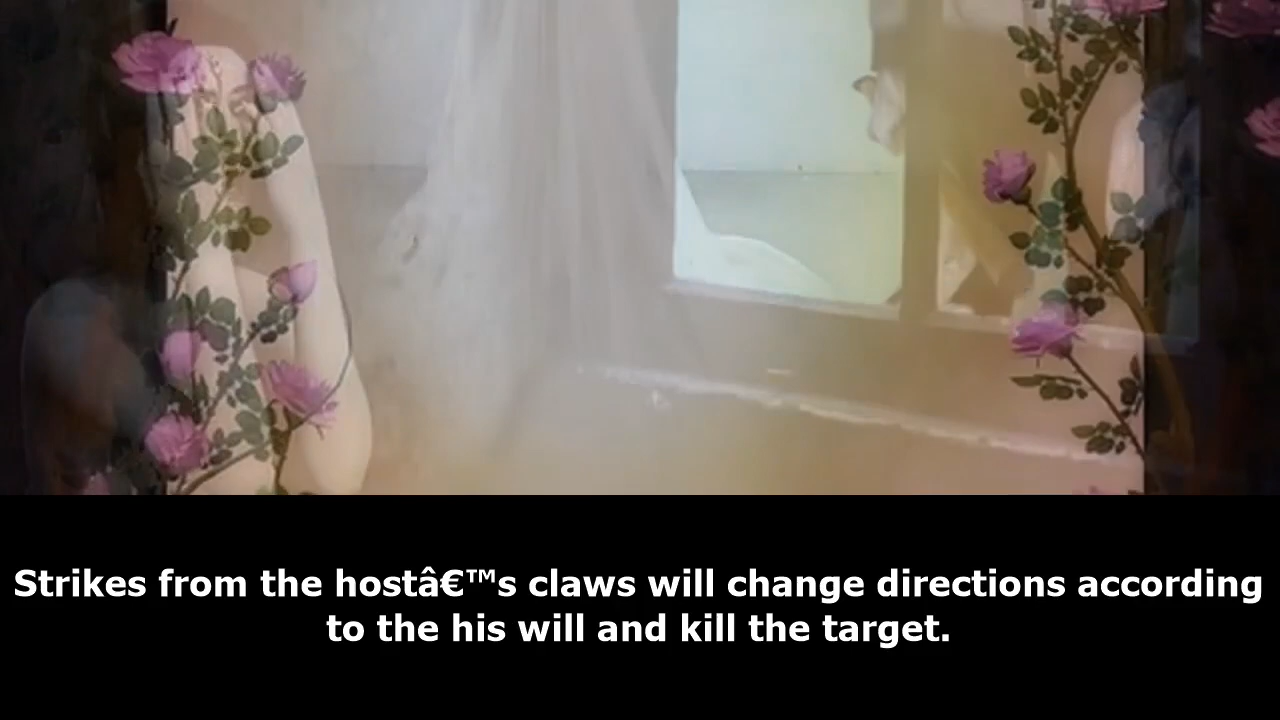 Strikes from the hostâ€™s claws will change directions according
to the his will and kill the target.